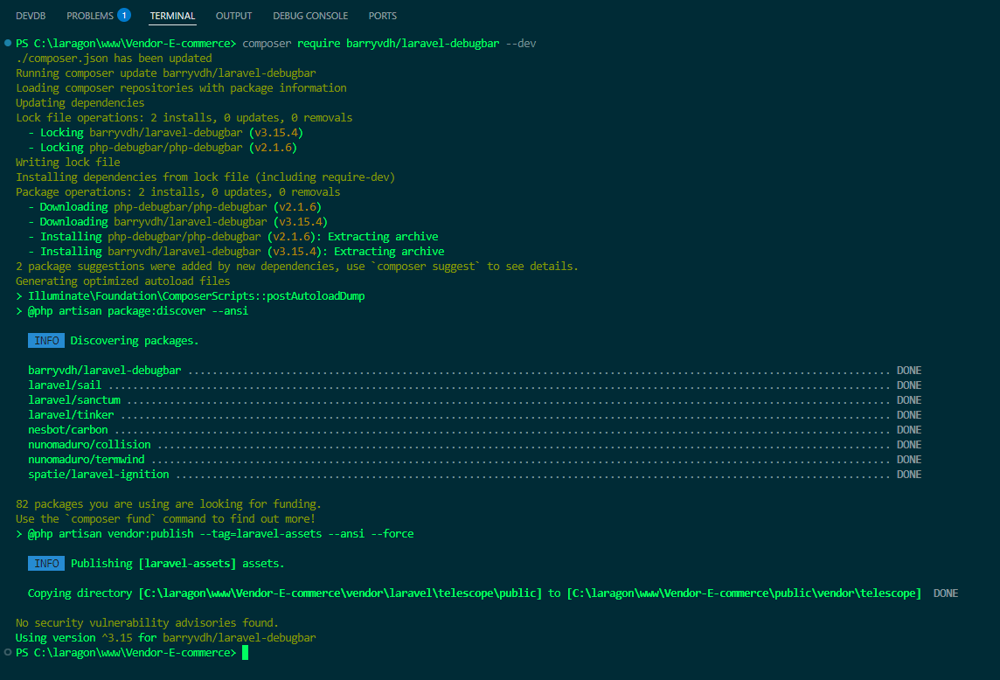 DEVDB PROBLEMS 1 TERMINAL OUTPUT DEBUG CONSOLE PORTS
PS C:\laragon\www\Vendor-E-commerce> composer require barryvdh/laravel-debugbar --dev
./composer.json has been updated
Running composer update barryvdh/laravel-debugbar
Loading composer repositories with package information
Updating dependencies
Lock file operations: 2 installs, 0 updates, 0 removals
  - Locking barryvdh/laravel-debugbar (v3.15.4)
  - Locking php-debugbar/php-debugbar (v2.1.6)
Writing lock file
Installing dependencies from lock file (including require-dev)
Package operations: 2 installs, 0 updates, 0 removals
  - Downloading php-debugbar/php-debugbar (v2.1.6)
  - Downloading barryvdh/laravel-debugbar (v3.15.4)
  - Installing php-debugbar/php-debugbar (v2.1.6): Extracting archive
  - Installing barryvdh/laravel-debugbar (v3.15.4): Extracting archive
2 package suggestions were added by new dependencies, use `composer suggest` to see details.
Generating optimized autoload files
> Illuminate\Foundation\ComposerScripts::postAutoloadDump
> @php artisan package:discover --ansi
  INFO Discovering packages.
  barryvdh/laravel-debugbar ................................................................................................................... DONE
  laravel/sail ................................................................................................................................ DONE
  laravel/sanctum ............................................................................................................................. DONE
  laravel/tinker .............................................................................................................................. DONE
  nesbot/carbon ............................................................................................................................... DONE
  nunomaduro/collision ........................................................................................................................ DONE
  nunomaduro/termwind ......................................................................................................................... DONE
  spatie/laravel-ignition ..................................................................................................................... DONE
82 packages you are using are looking for funding.
Use the `composer fund` command to find out more!
> @php artisan vendor:publish --tag=laravel-assets --ansi --force
  INFO Publishing [laravel-assets] assets.
  Copying directory [C:\laragon\www\Vendor-E-commerce\vendor\laravel\telescope\public] to [C:\laragon\www\Vendor-E-commerce\public\vendor\telescope] DONE
No security vulnerability advisories found.
Using version ^3.15 for barryvdh/laravel-debugbar
PS C:\laragon\www\Vendor-E-commerce>